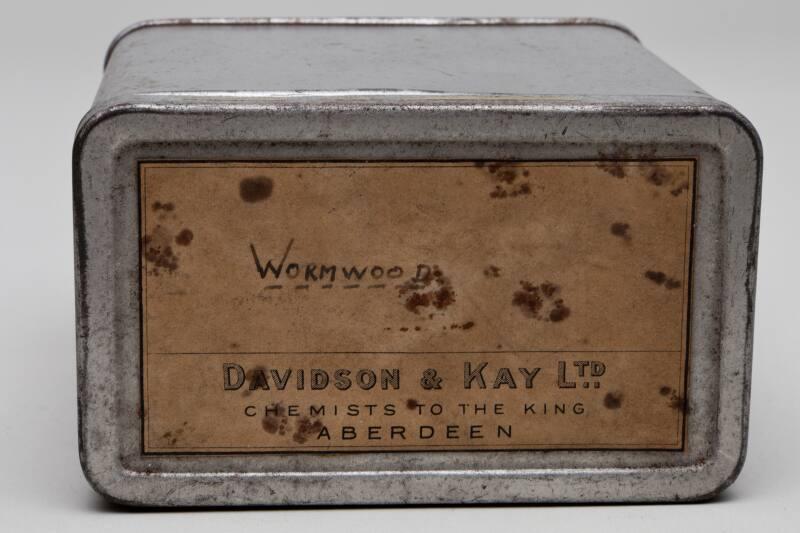 WORMWOOD
DAVIDSON & KAY LTD.
CHEMISTS TO THE KING
ABERDEEN